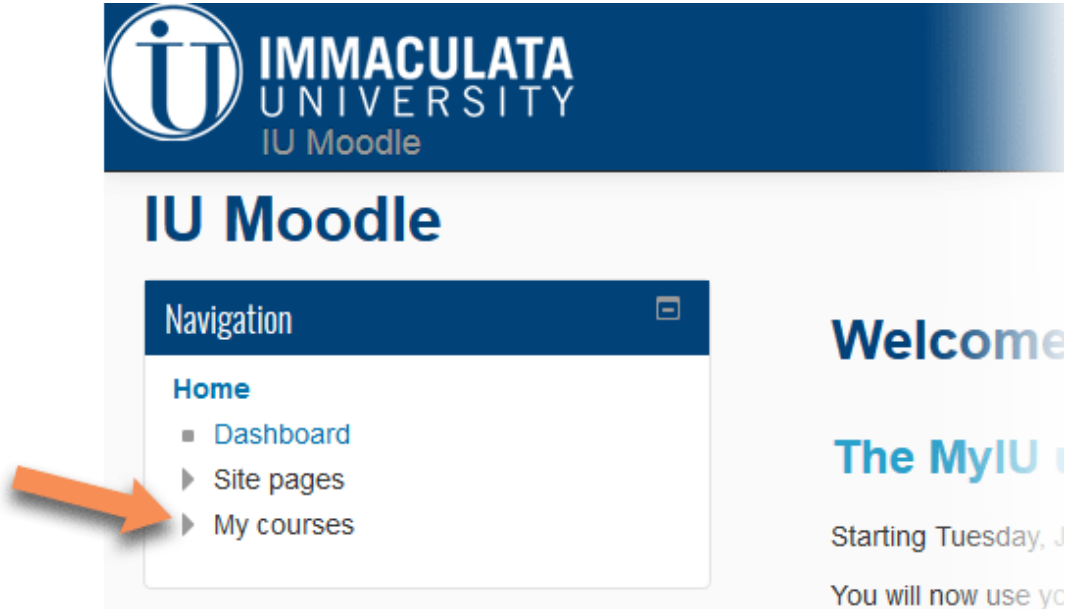 IU IMMACULATA
UNIVERSITY
IU Moodle
IU Moodle
Navigation
Home
Dashboard
Site pages
My courses
Welcome
The MyIU
Starting Tuesday,
You will now use